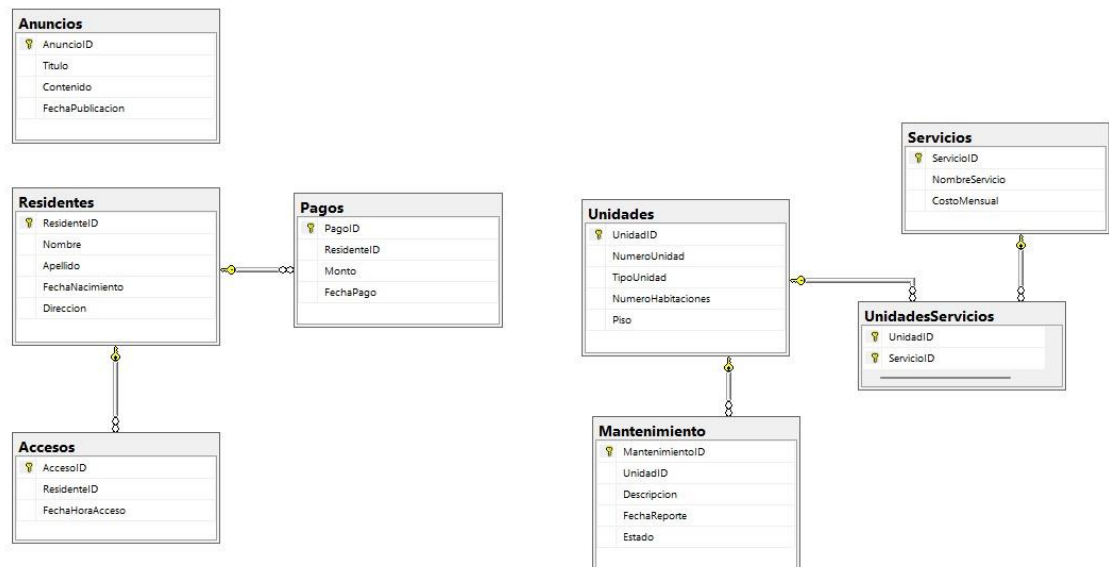 Anuncios
AnuncioID
Titulo
Contenido
FechaPublicacion
Residentes
ResidenteID
Nombre
Apellido
FechaNacimiento
Direccion
Pagos
PagoID
ResidenteID
Monto
FechaPago
Accesos
AccesoID
ResidenteID
FechaHoraAcceso
Unidades
UnidadID
NumeroUnidad
TipoUnidad
NumeroHabitaciones
Piso
Servicios
ServicioID
NombreServicio
CostoMensual
UnidadesServicios
UnidadID
ServicioID
Mantenimiento
MantenimientoID
UnidadID
Descripcion
FechaReporte
Estado